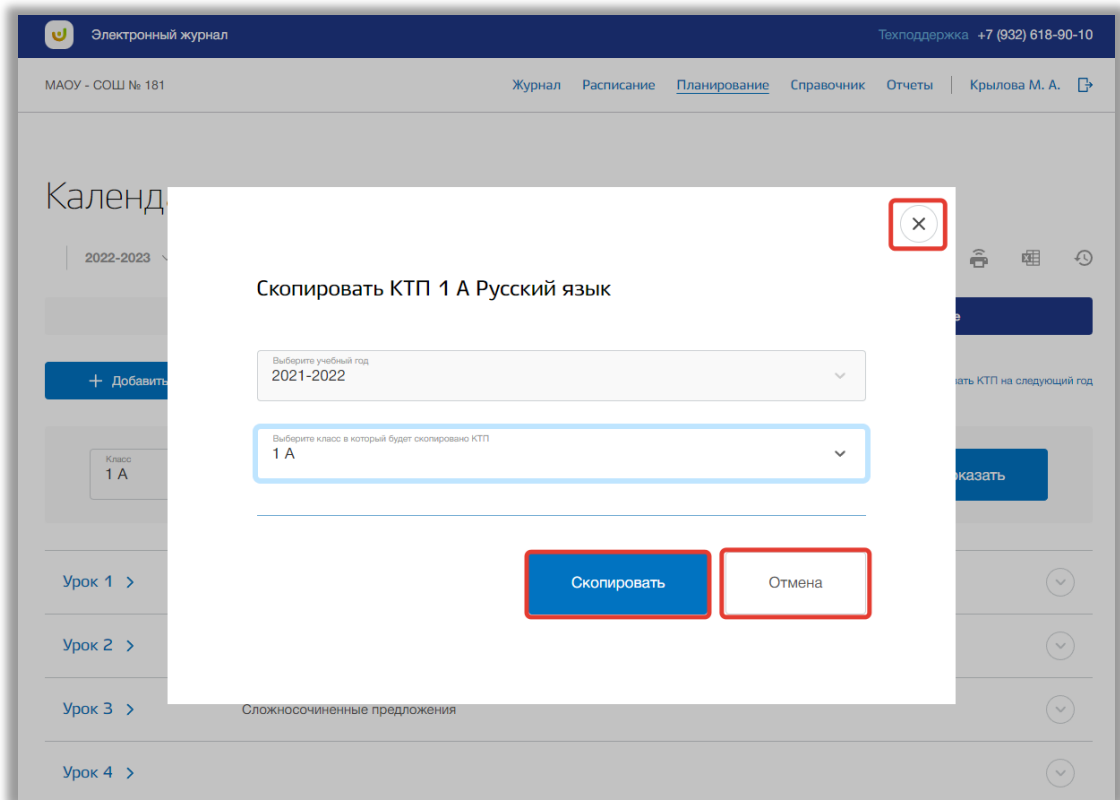 Электронный журнал
Техподдержка +7 (932) 618-90-10
МАОУ - СОШ № 181
Журнал Расписание Планирование Справочник Отчеты Крылова М. А.
Календ
2022-2023
Скопировать КТП 1 А Русский язык
е
Выберите учебный год
2021-2022
+ Добавить
ать КТП на следующий год
Выберите класс в который будет скопировано КТП
1 А
Класс
1 А
казать
Скопировать
Отмена
Урок 1
Урок 2
Урок 3
Сложносочиненные предложения
Урок 4